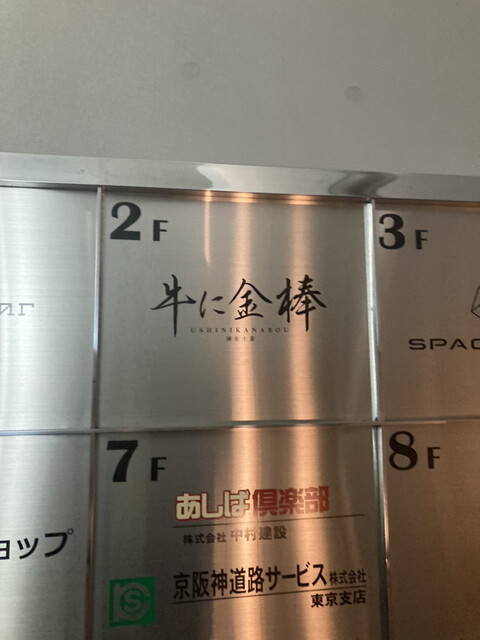 2F
牛に金棒
USHINIKANABOU
3F
SPAC
7F
あしば倶楽部
株式会社 中村建設
京阪神道路サービス株式会社
東京支店
8F
ョップ